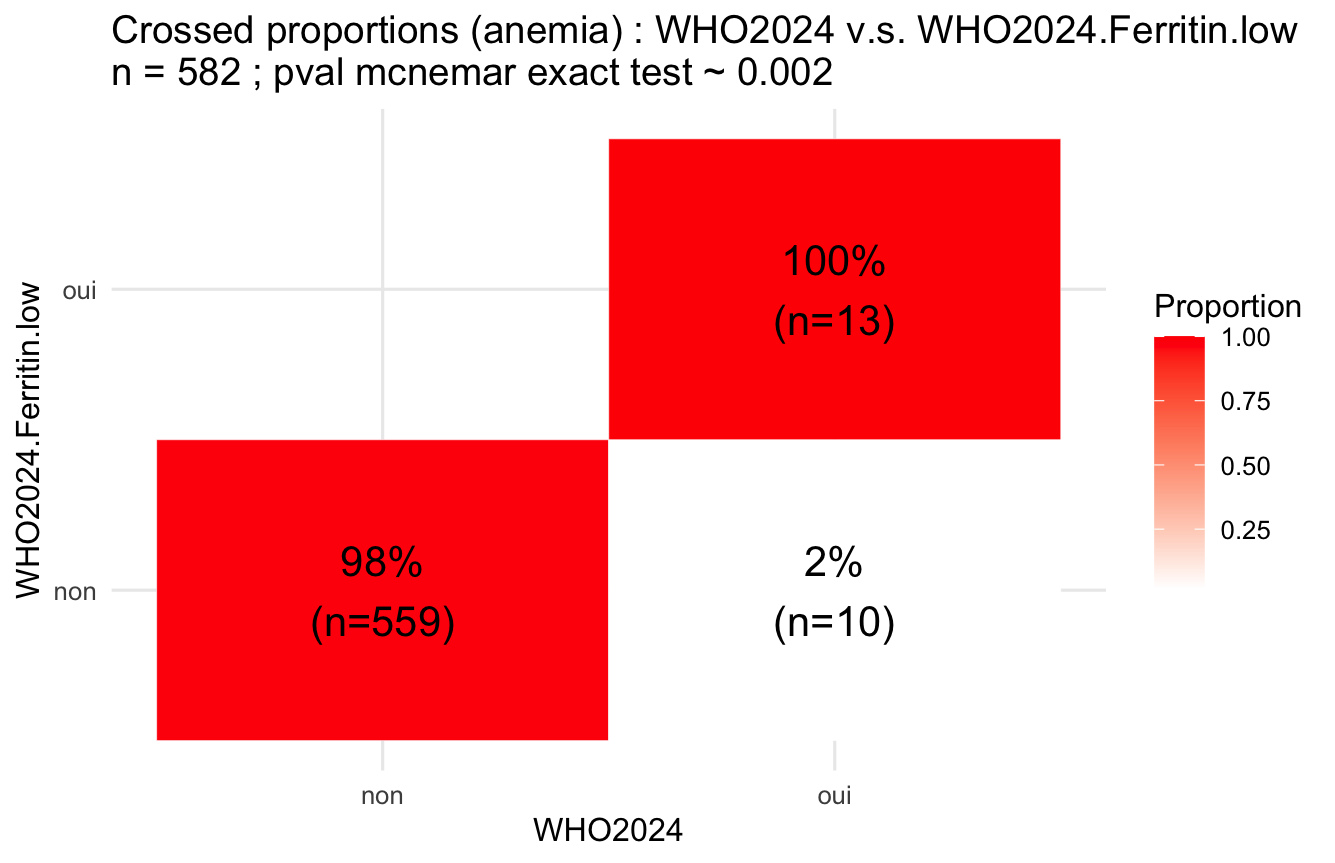 Crossed proportions (anemia) : WHO2024 v.s. WHO2024.Ferritin.low
n = 582 ; pval mcnemar exact test ~ 0.002
WHO2024.Ferritin.low
oui
non
100%
(n=13)
98%
(n=559)
2%
(n=10)
non
oui
WHO2024
Proportion
1.00
0.75
0.50
0.25